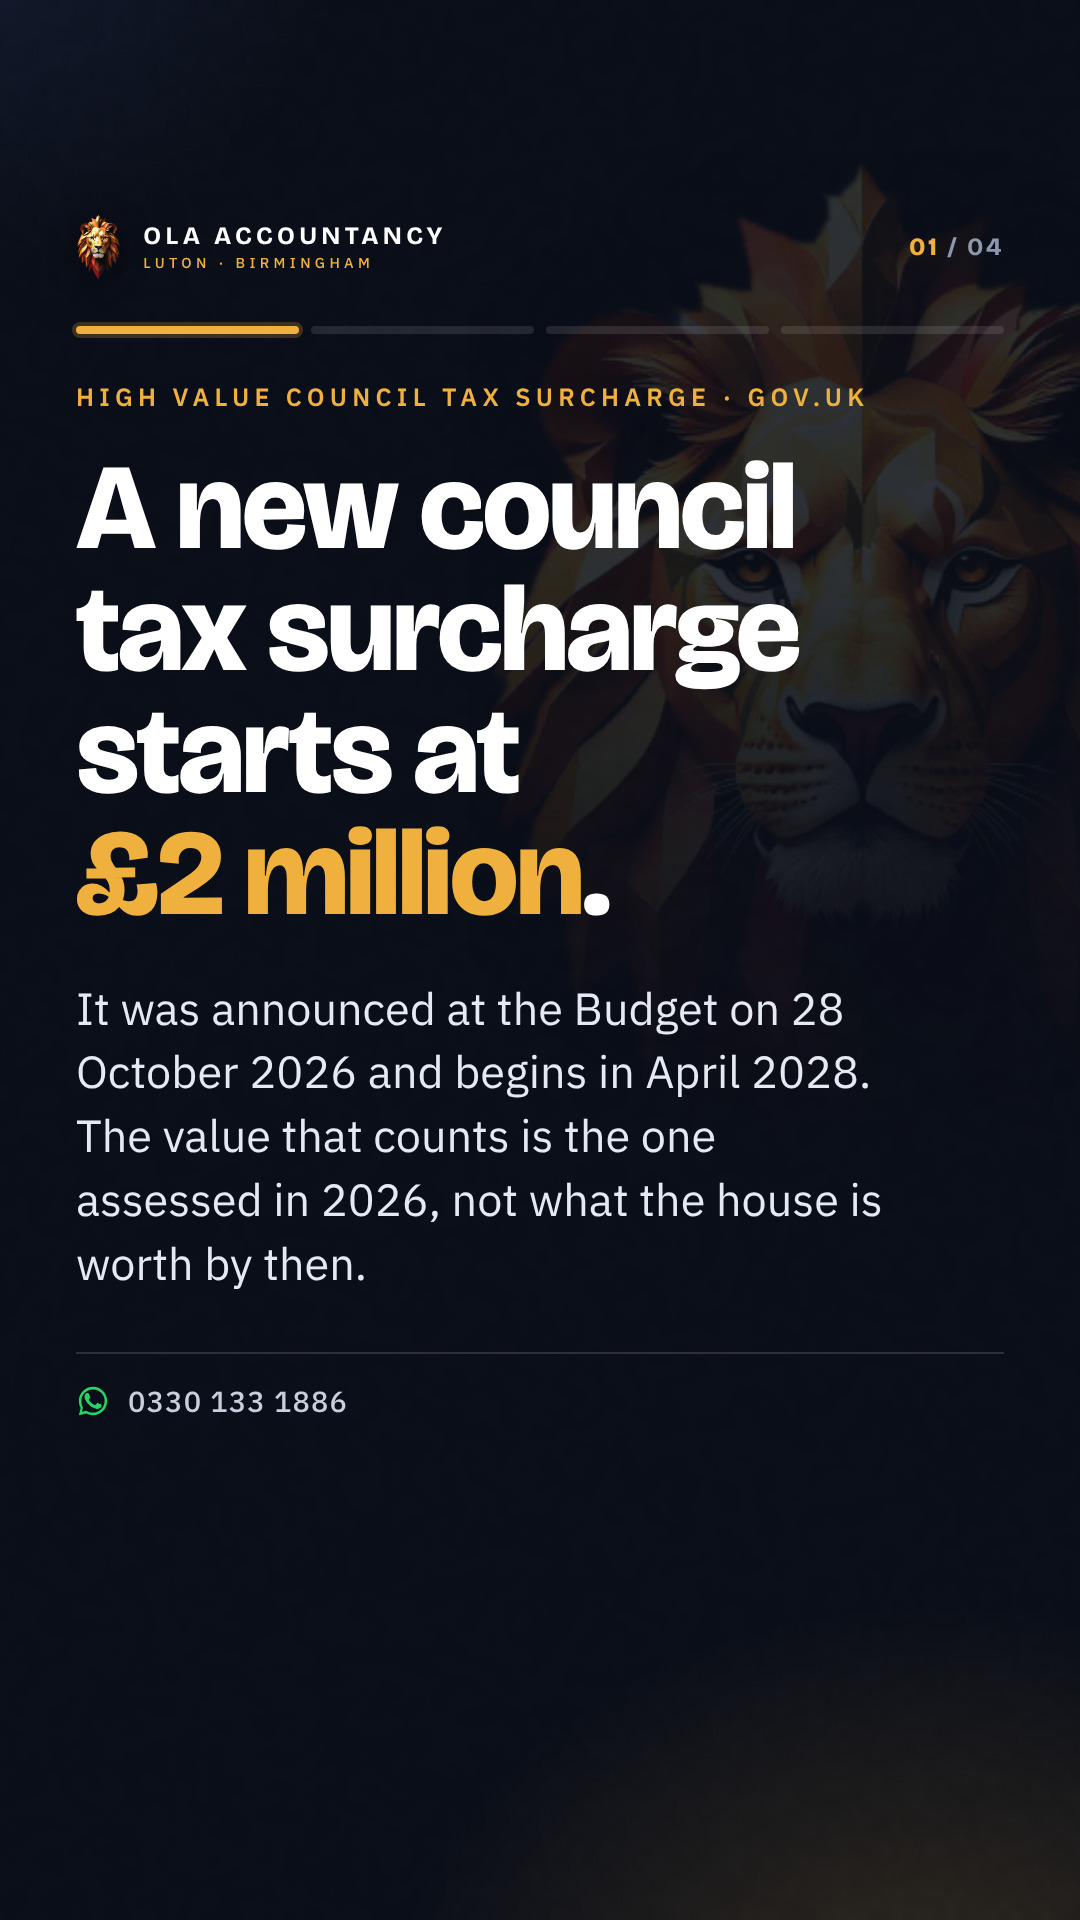 OLA ACCOUNTANCY
LUTON · BIRMINGHAM
01 / 04
HIGH VALUE COUNCIL TAX SURCHARGE · GOV.UK
A new council
tax surcharge
starts at
£2 million.
It was announced at the Budget on 28
October 2026 and begins in April 2028.
The value that counts is the one
assessed in 2026, not what the house is
worth by then.
0330 133 1886